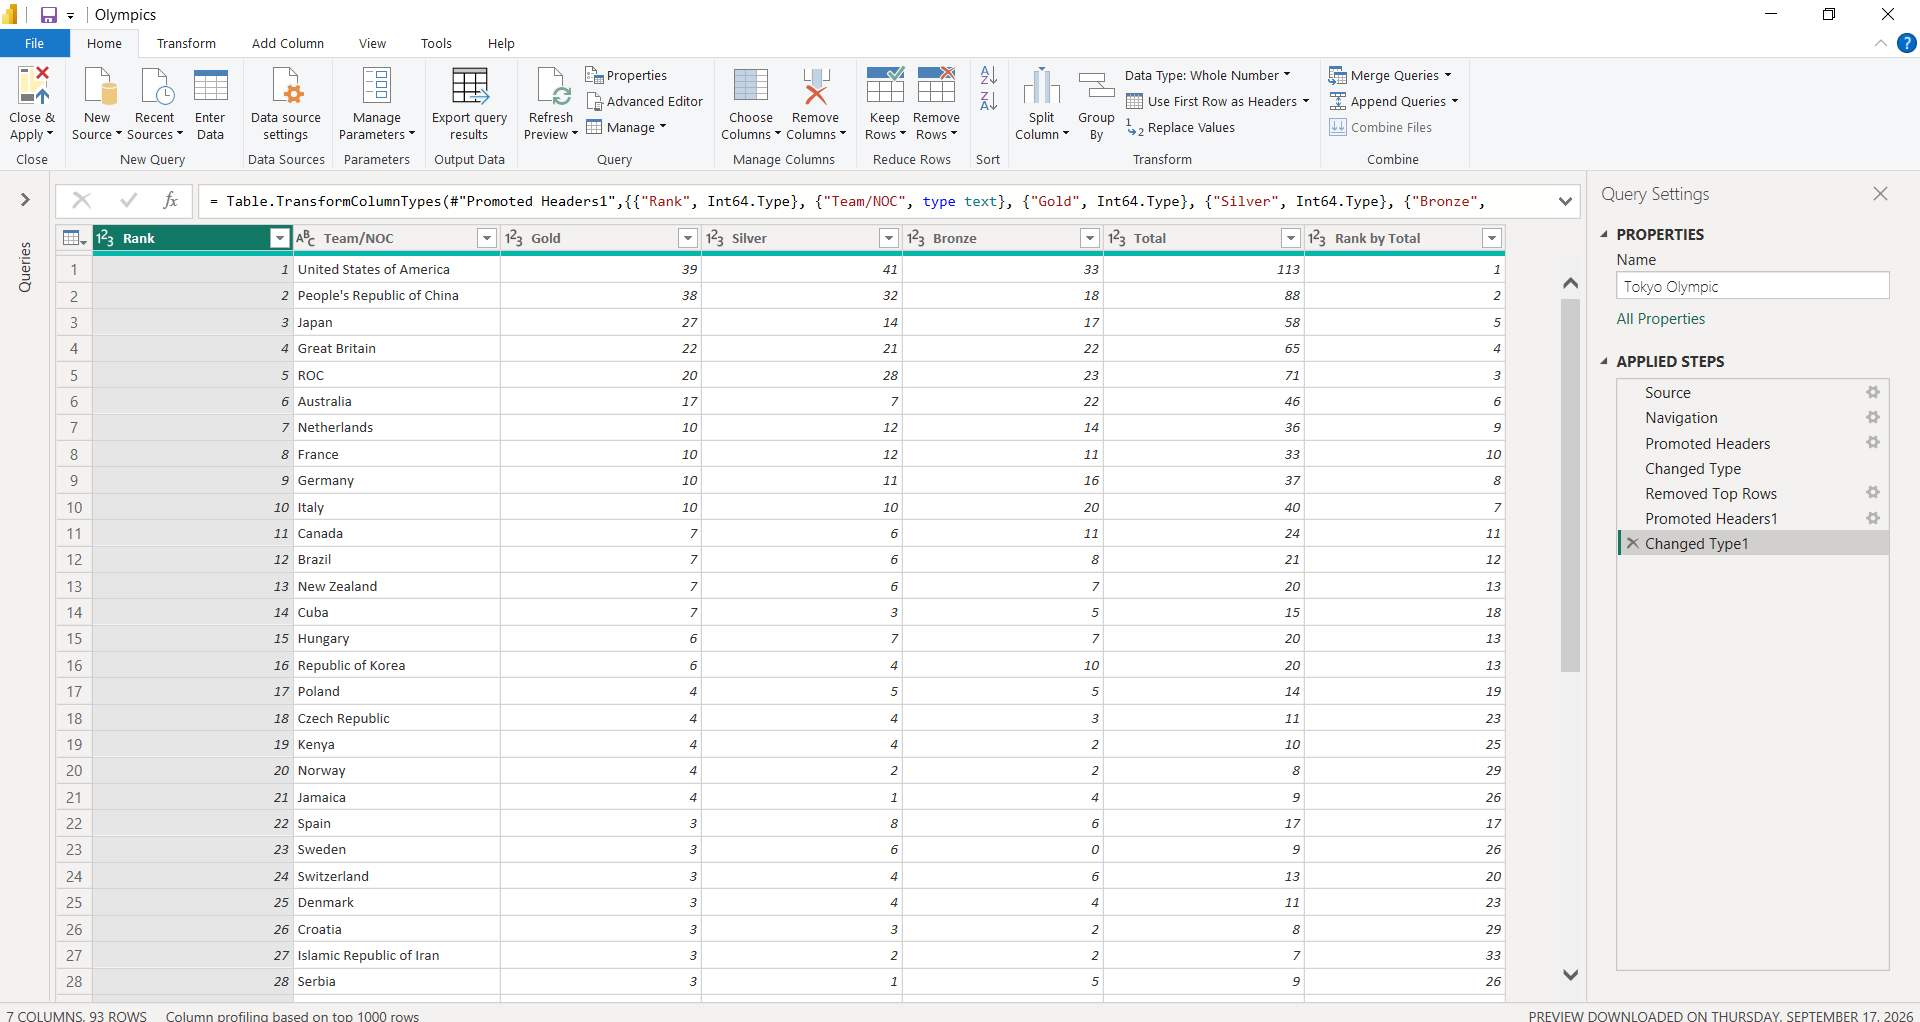 Olympics
File Home Transform Add Column View Tools Help
Close & Apply
Close
New Source
Recent Sources
Enter Data
New Query
Data source settings
Data Sources
Manage Parameters
Parameters
Export query results
Output Data
Refresh Preview
Properties
Advanced Editor
Manage
Query
Choose Columns
Remove Columns
Manage Columns
Keep Rows
Remove Rows
Reduce Rows
Sort
Split Column
Group By
Data Type: Whole Number
Use First Row as Headers
Replace Values
Transform
Merge Queries
Append Queries
Combine Files
Combine
Queries
= Table.TransformColumnTypes(#"Promoted Headers1",{{"Rank", Int64.Type}, {"Team/NOC", type text}, {"Gold", Int64.Type}, {"Silver", Int64.Type}, {"Bronze",
Rank Team/NOC Gold Silver Bronze Total Rank by Total
1 1 United States of America 39 41 33 113 1
2 2 People's Republic of China 38 32 18 88 2
3 3 Japan 27 14 17 58 5
4 4 Great Britain 22 21 22 65 4
5 5 ROC 20 28 23 71 3
6 6 Australia 17 7 22 46 6
7 7 Netherlands 10 12 14 36 9
8 8 France 10 12 11 33 10
9 9 Germany 10 11 16 37 8
10 10 Italy 10 10 20 40 7
11 11 Canada 7 6 11 24 11
12 12 Brazil 7 6 8 21 12
13 13 New Zealand 7 6 7 20 13
14 14 Cuba 7 3 5 15 18
15 15 Hungary 6 7 7 20 13
16 16 Republic of Korea 6 4 10 20 13
17 17 Poland 4 5 5 14 19
18 18 Czech Republic 4 4 3 11 23
19 19 Kenya 4 4 2 10 25
20 20 Norway 4 2 2 8 29
21 21 Jamaica 4 1 4 9 26
22 22 Spain 3 8 6 17 17
23 23 Sweden 3 6 0 9 26
24 24 Switzerland 3 4 6 13 20
25 25 Denmark 3 4 4 11 23
26 26 Croatia 3 3 2 8 29
27 27 Islamic Republic of Iran 3 2 2 7 33
28 28 Serbia 3 1 5 9 26
Query Settings
PROPERTIES
Name
Tokyo Olympic
All Properties
APPLIED STEPS
Source
Navigation
Promoted Headers
Changed Type
Removed Top Rows
Promoted Headers1
Changed Type1
7 COLUMNS, 93 ROWS Column profiling based on top 1000 rows
PREVIEW DOWNLOADED ON THURSDAY, SEPTEMBER 17, 2026